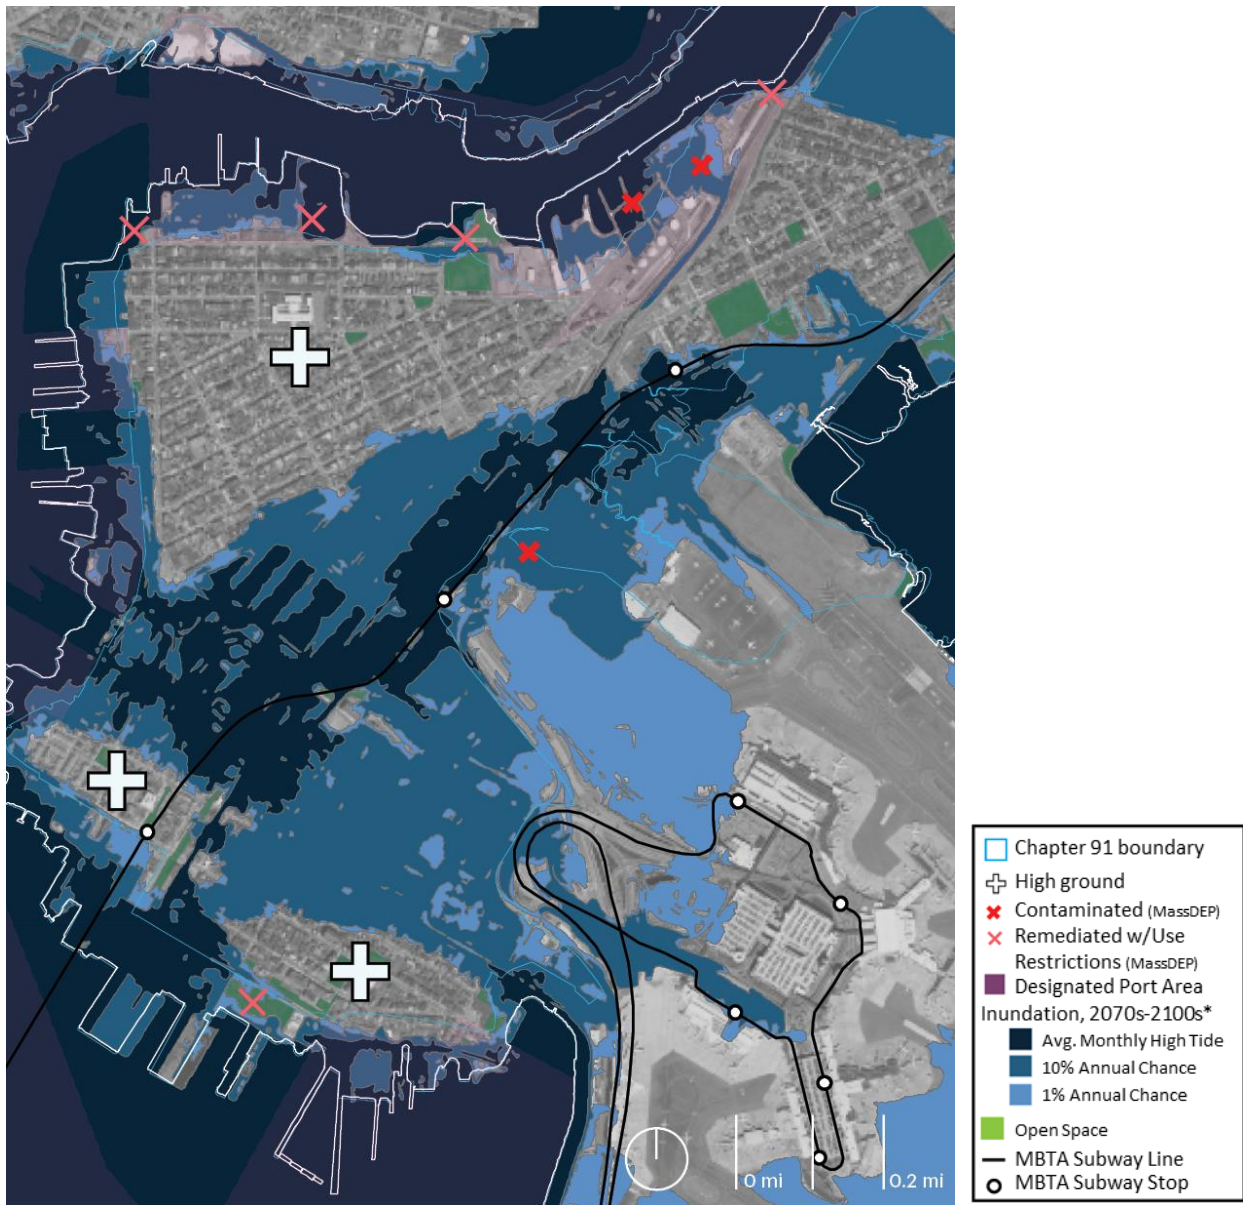 0 mi
0.2 mi
Chapter 91 boundary
High ground
Contaminated (MassDEP)
Remediated w/Use
Restrictions (MassDEP)
Designated Port Area
Inundation, 2070s-2100s*
Avg. Monthly High Tide
10% Annual Chance
1% Annual Chance
Open Space
MBTA Subway Line
MBTA Subway Stop